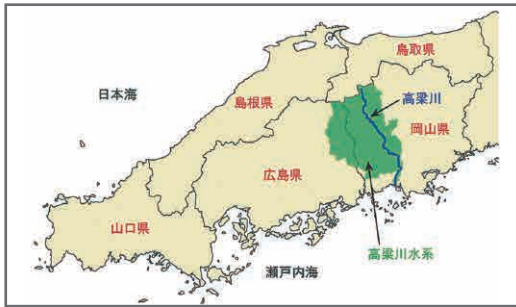 鳥取県
日本海
島根県
高梁川
岡山県
広島県
山口県
高梁川水系
瀬戸内海